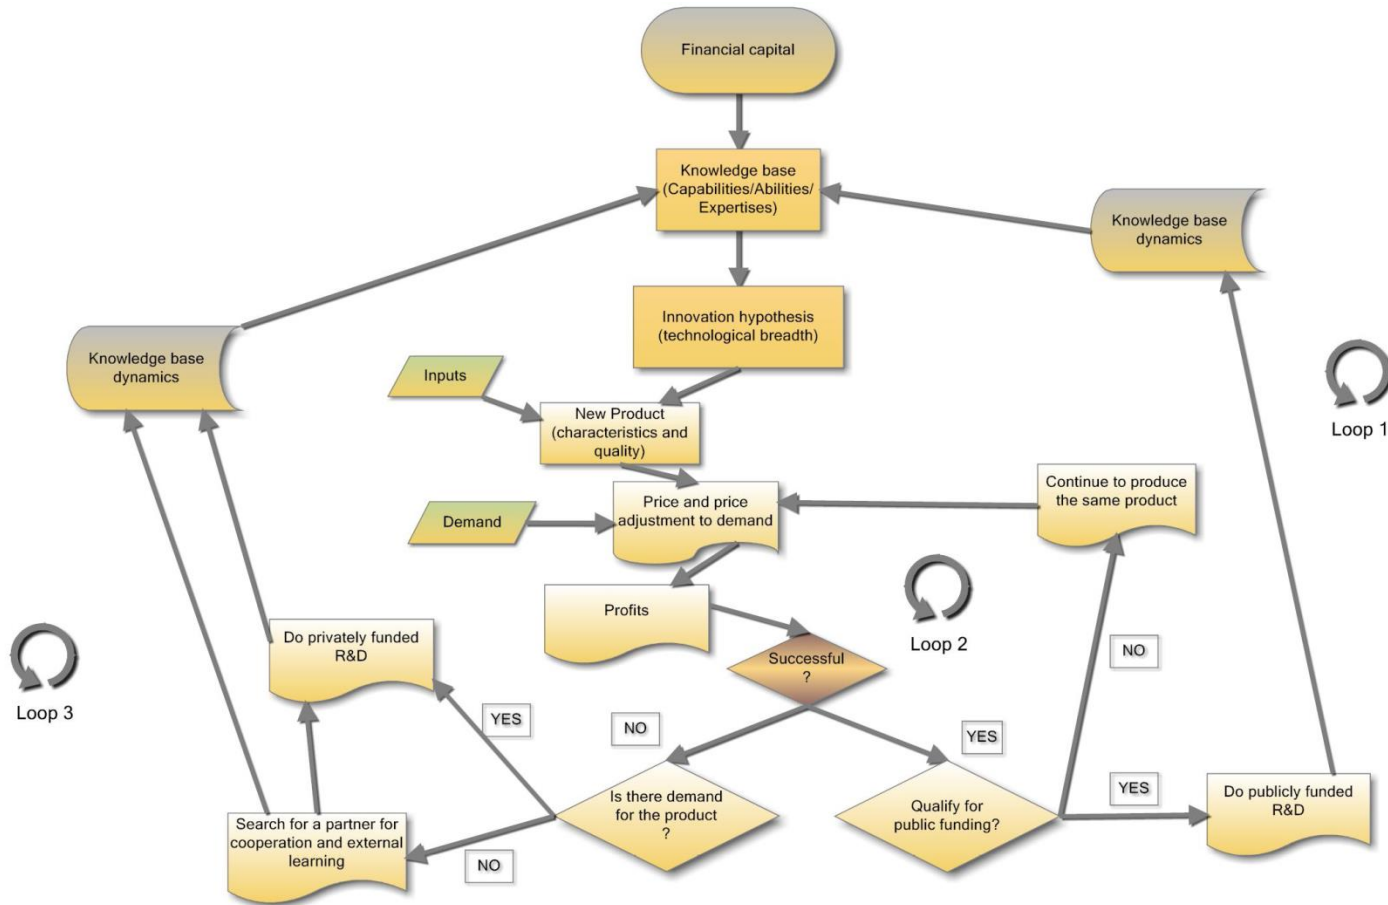 Financial capital
Knowledge base
(Capabilities/Abilities/
Expertises)
Knowledge base
dynamics
Innovation hypothesis
(technological breadth)
Knowledge base
dynamics
Inputs
New Product
(characteristics and
quality)
Loop 1
Price and price
adjustment to demand
Continue to produce
the same product
Demand
Profits
Loop 2
Do privately funded
R&D
Successful
?
NO
Loop 3
YES
NO
YES
Is there demand
for the product
?
Qualify for
public funding?
YES
Do publicly funded
R&D
Search for a partner for
cooperation and external
learning
NO